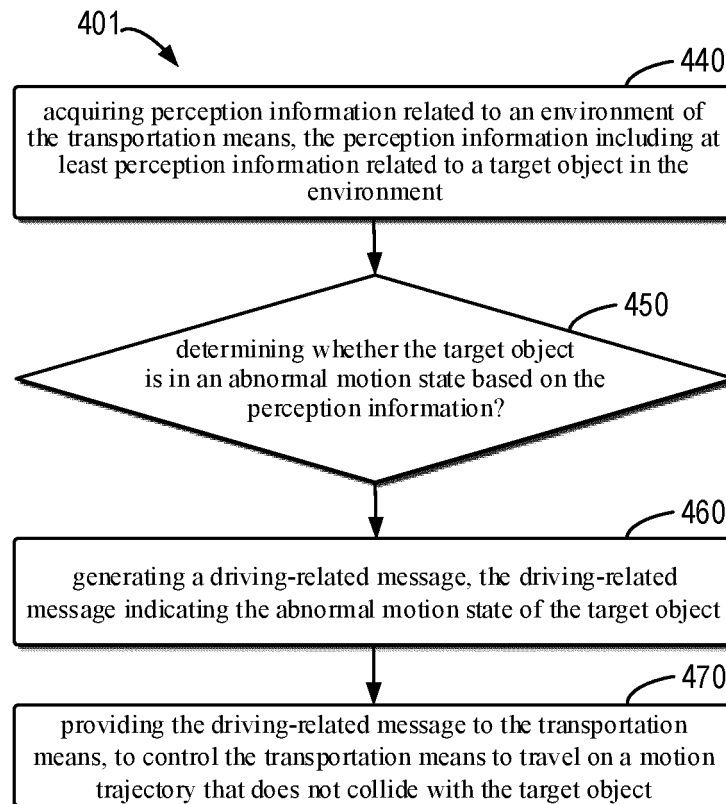 401
440
acquiring perception information related to an environment of
the transportation means, the perception information including at
least perception information related to a target object in the
environment
450
determining whether the target object
is in an abnormal motion state based on the
perception information?
460
generating a driving-related message, the driving-related
message indicating the abnormal motion state of the target object
470
providing the driving-related message to the transportation
means, to control the transportation means to travel on a motion
trajectory that does not collide with the target object